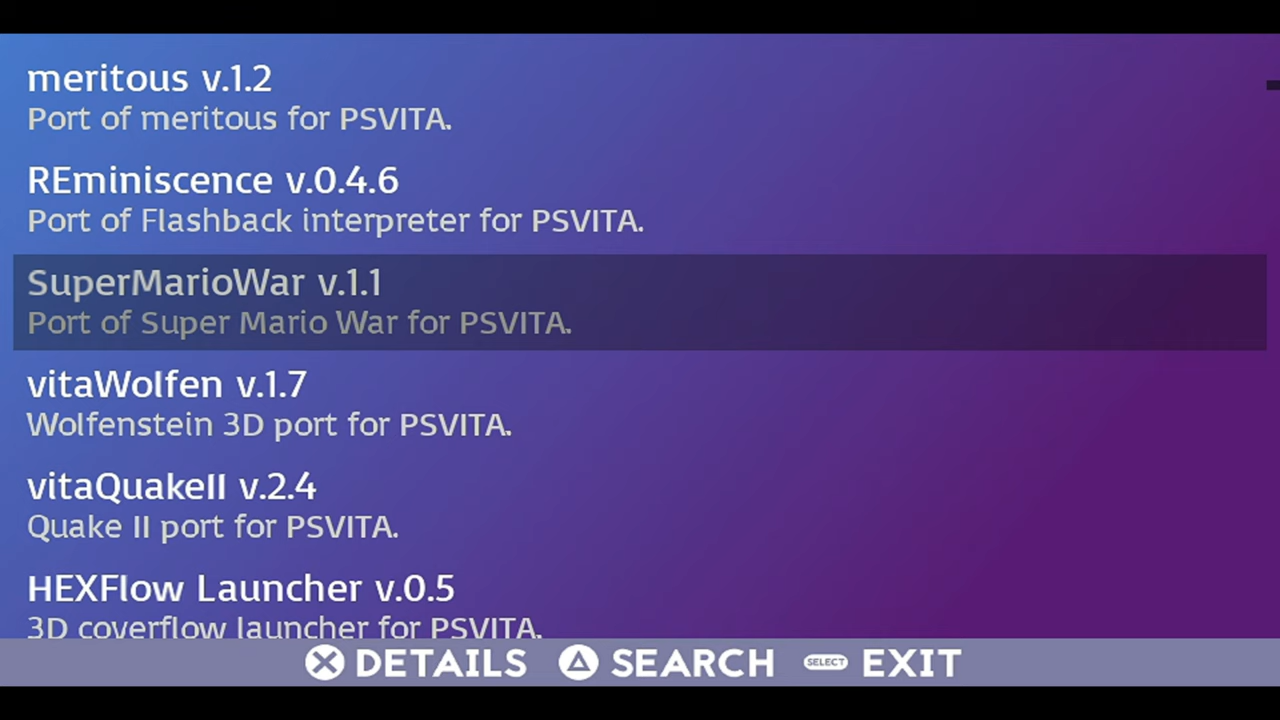 meritous v.1.2
Port of meritous for PSVITA.
REminiscence v.0.4.6
Port of Flashback interpreter for PSVITA.
SuperMarioWar v.1.1
Port of Super Mario War for PSVITA.
vitaWolfen v.1.7
Wolfenstein 3D port for PSVITA.
vitaQuakeII v.2.4
Quake II port for PSVITA.
HEXFlow Launcher v.0.5
3D coverflow launcher for PSVITA.
DETAILS SEARCH SELECT EXIT